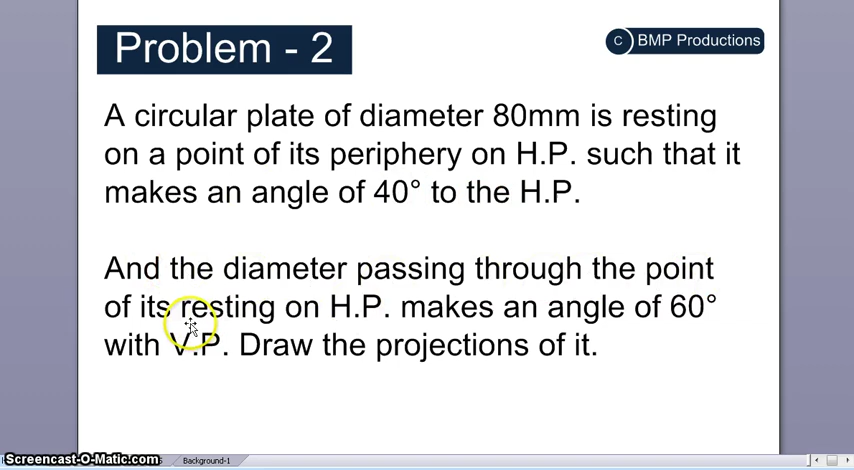 Problem - 2
C BMP Productions
A circular plate of diameter 80mm is resting
on a point of its periphery on H.P. such that it
makes an angle of 40° to the H.P.
And the diameter passing through the point
of its resting on H.P. makes an angle of 60°
with V.P. Draw the projections of it.
Screencast-O-Matic.com
Background-1